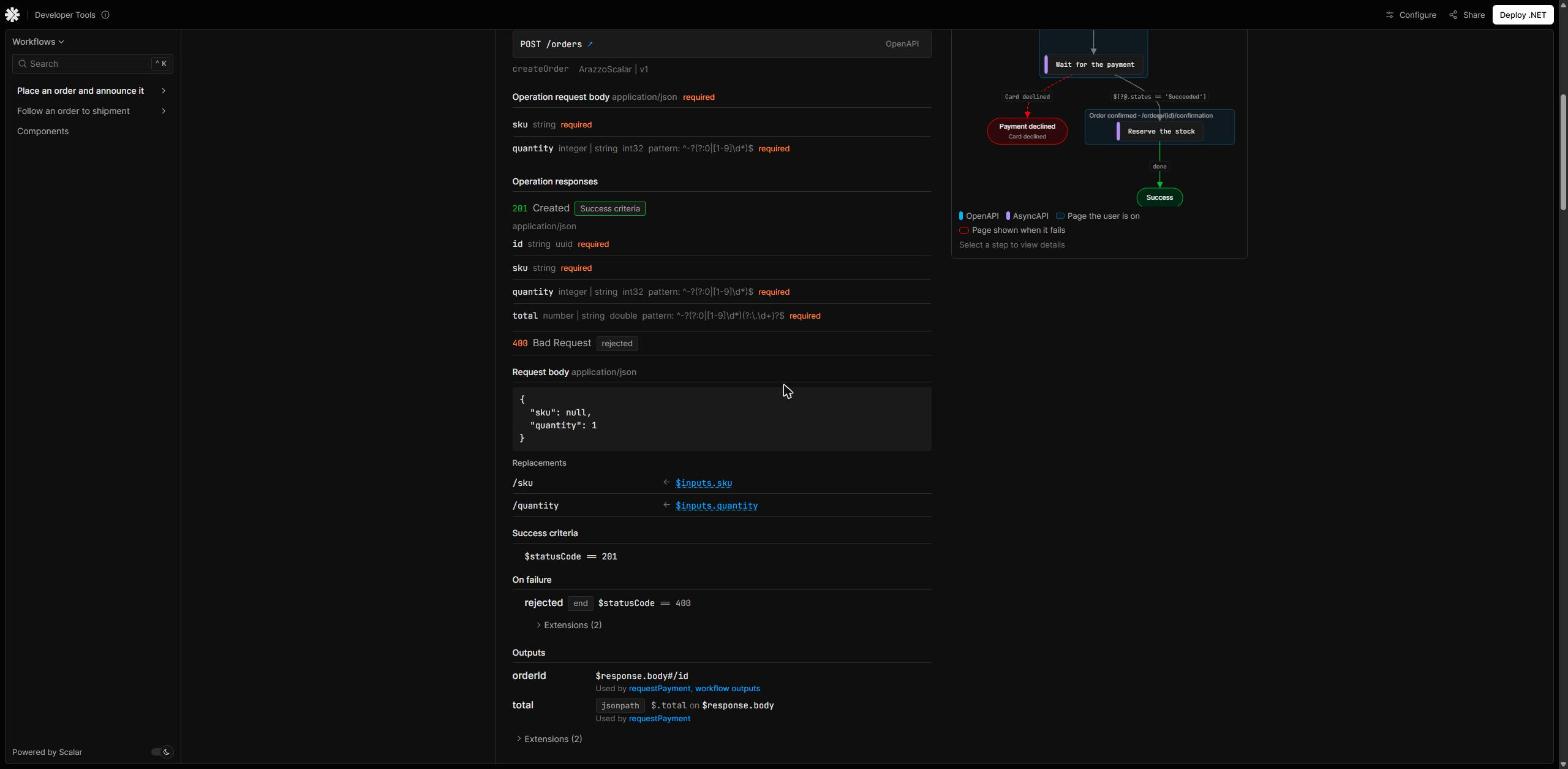 Developer Tools
Configure
Share
Deploy .NET
Workflows
Search
^ K
Place an order and announce it
Follow an order to shipment
Components
Powered by Scalar
POST /orders ↗
OpenAPI
createOrder ArazzoScalar | v1
Operation request body application/json required
sku string required
quantity integer | string int32 pattern: ^-?(?:0|[1-9]\d*)$ required
Operation responses
201 Created Success criteria
application/json
id string uuid required
sku string required
quantity integer | string int32 pattern: ^-?(?:0|[1-9]\d*)$ required
total number | string double pattern: ^-?(?:0|[1-9]\d*)(?:\.\d+)?$ required
400 Bad Request rejected
Request body application/json
{
"sku": null,
"quantity": 1
}
Replacements
/sku ← $inputs.sku
/quantity ← $inputs.quantity
Success criteria
$statusCode == 201
On failure
rejected end $statusCode == 400
Extensions (2)
Outputs
orderId $response.body#/id
Used by requestPayment, workflow outputs
total jsonpath $.total on $response.body
Used by requestPayment
Extensions (2)
Wait for the payment
Card declined
$[?@.status == 'Succeeded']
Payment declined
Card declined
Order confirmed - /orders/{id}/confirmation
Reserve the stock
done
Success
OpenAPI AsyncAPI Page the user is on
Page shown when it fails
Select a step to view details